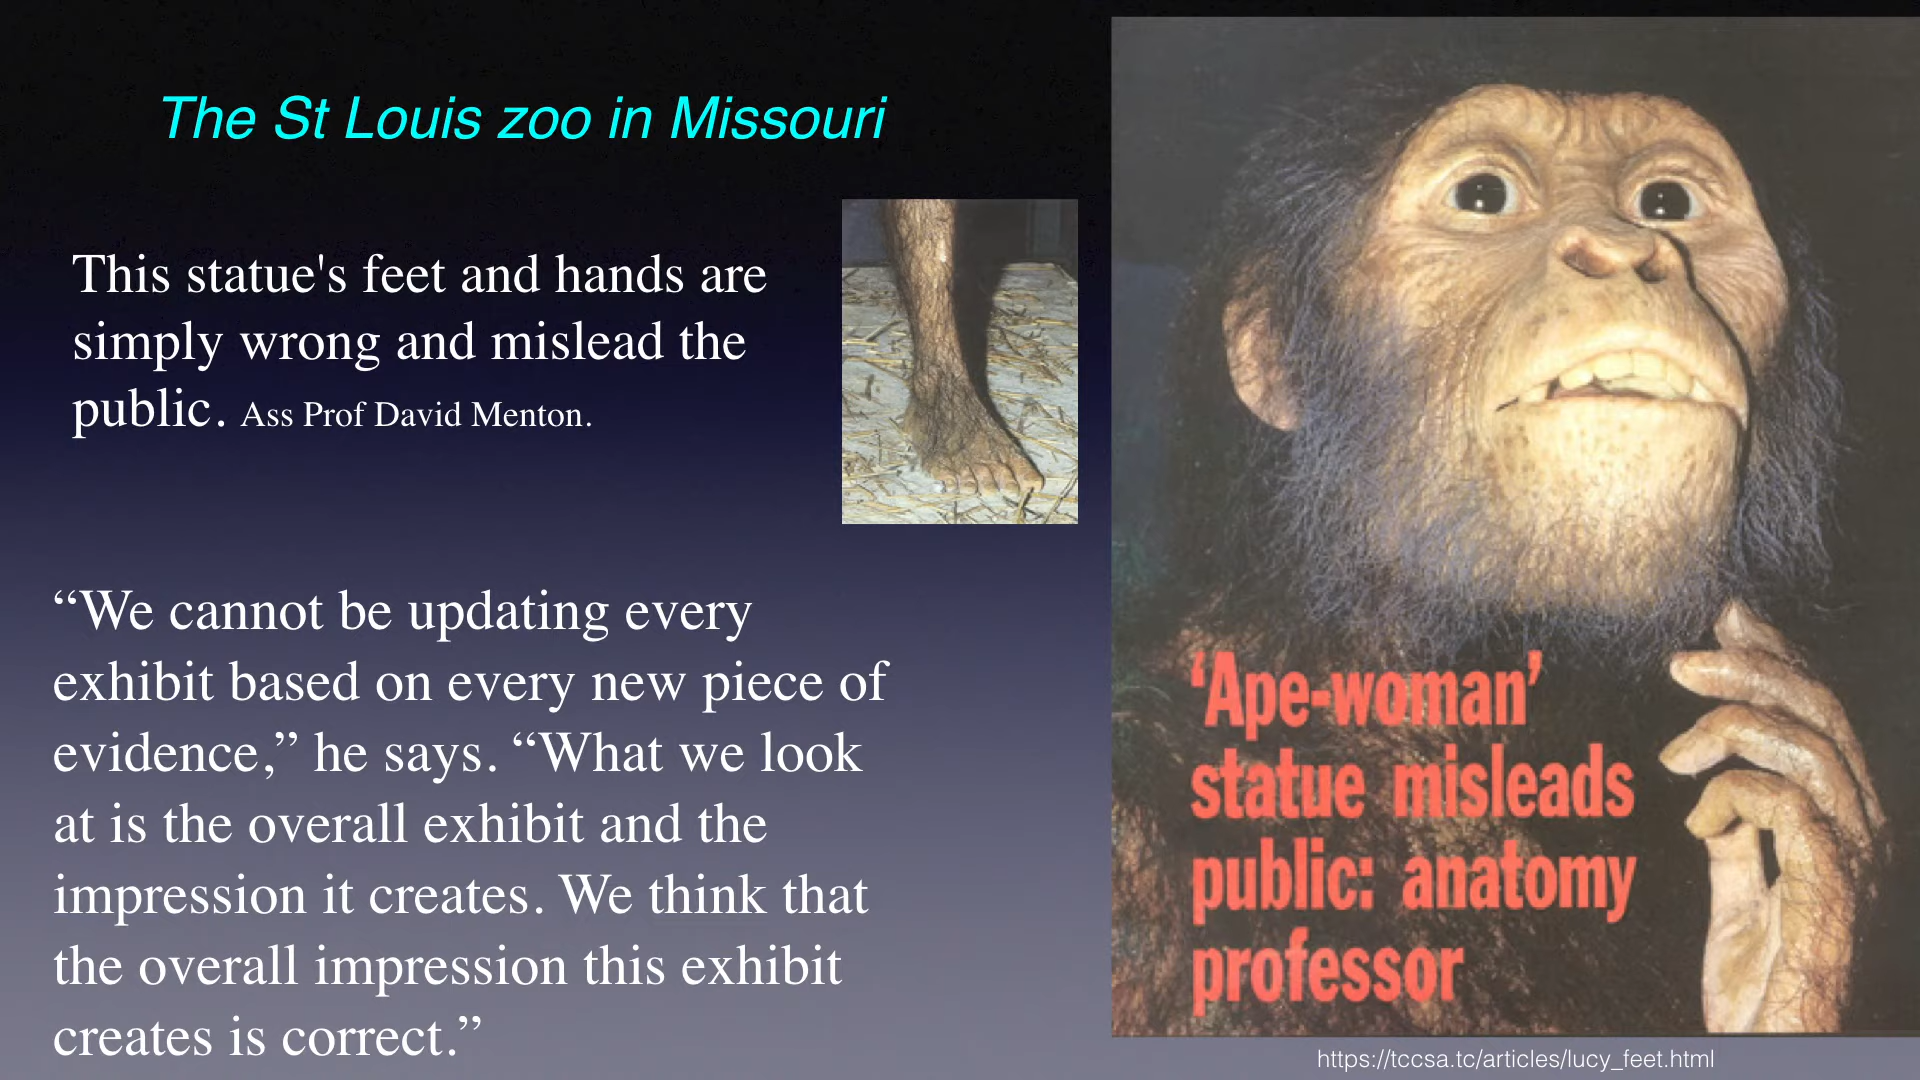 The St Louis zoo in Missouri
This statue's feet and hands are
simply wrong and mislead the
public. Ass Prof David Menton.
“We cannot be updating every
exhibit based on every new piece of
evidence,” he says. “What we look
at is the overall exhibit and the
impression it creates. We think that
the overall impression this exhibit
creates is correct.”
‘Ape-woman’
statue misleads
public: anatomy
professor
https://tccsa.tc/articles/lucy_feet.html